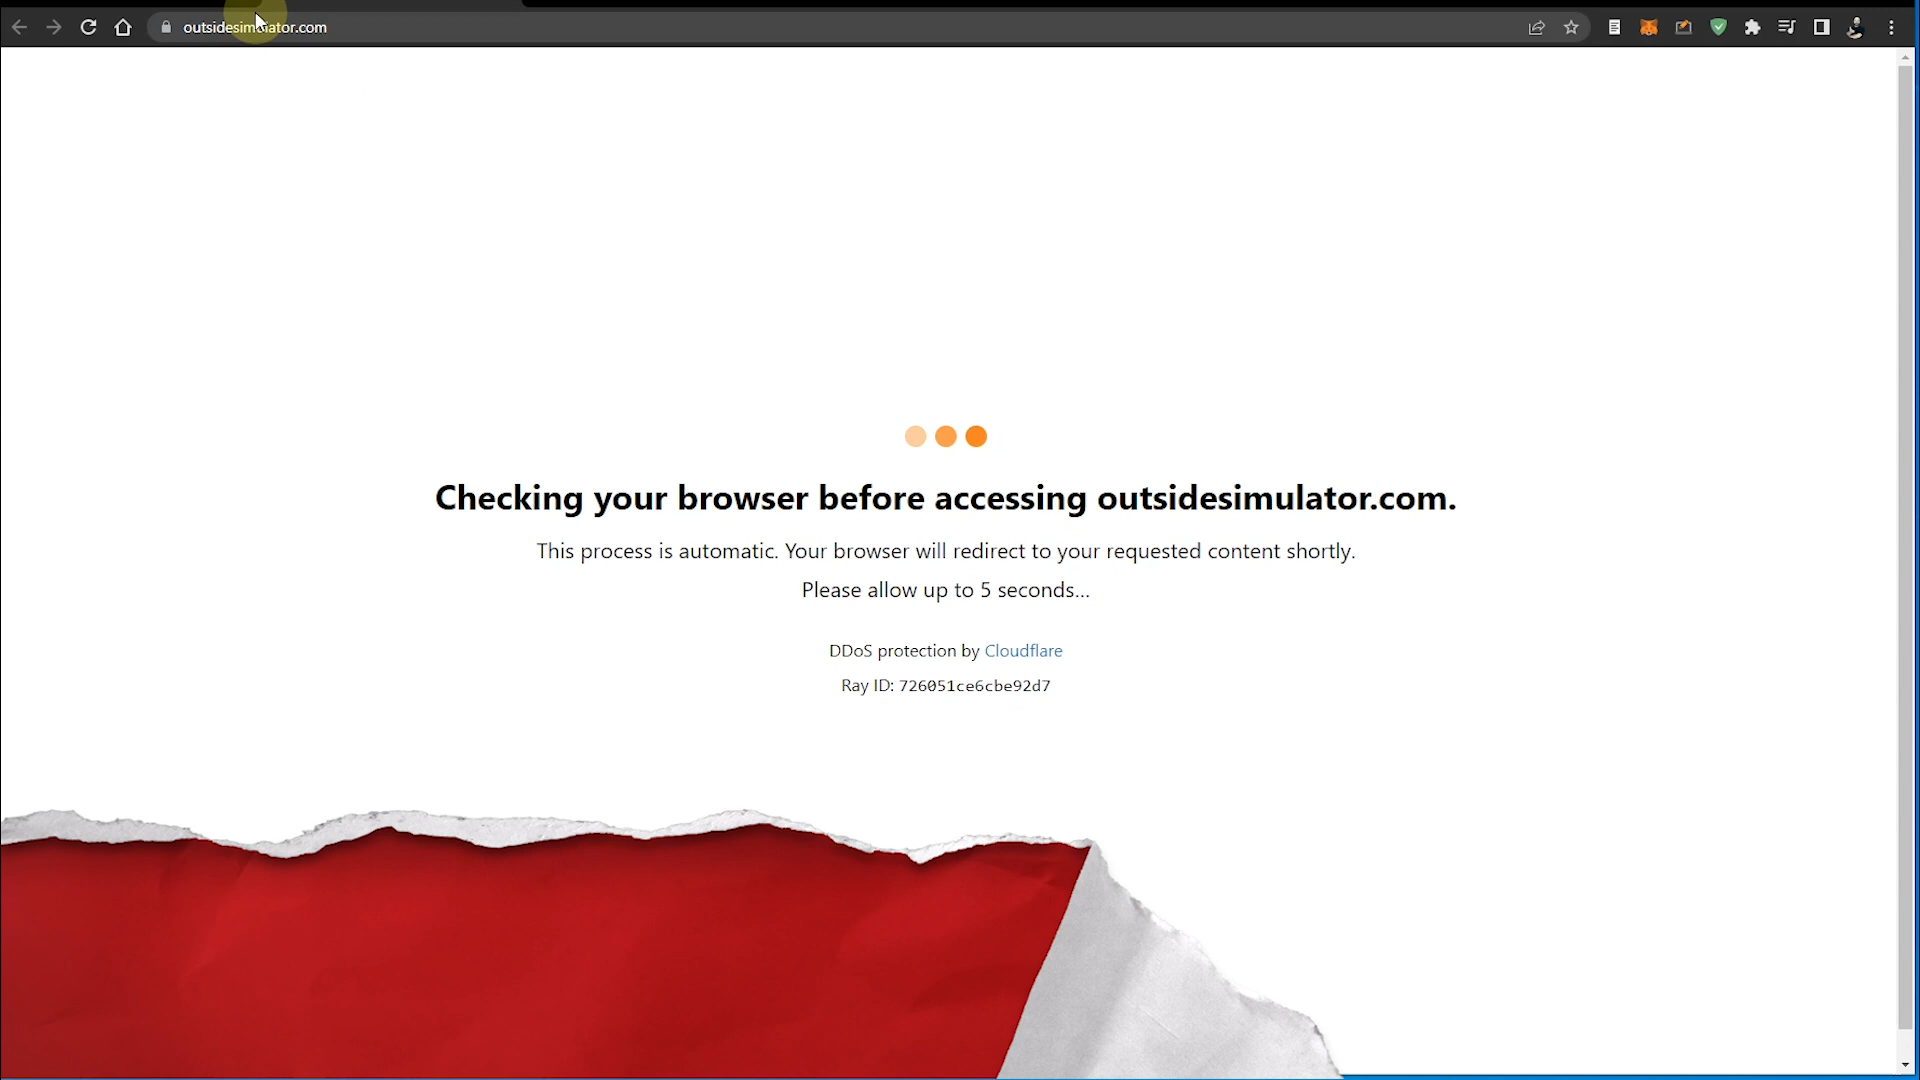 outsidesimulator.com
Checking your browser before accessing outsidesimulator.com.
This process is automatic. Your browser will redirect to your requested content shortly.
Please allow up to 5 seconds...
DDoS protection by Cloudflare
Ray ID: 726051ce6cbe92d7